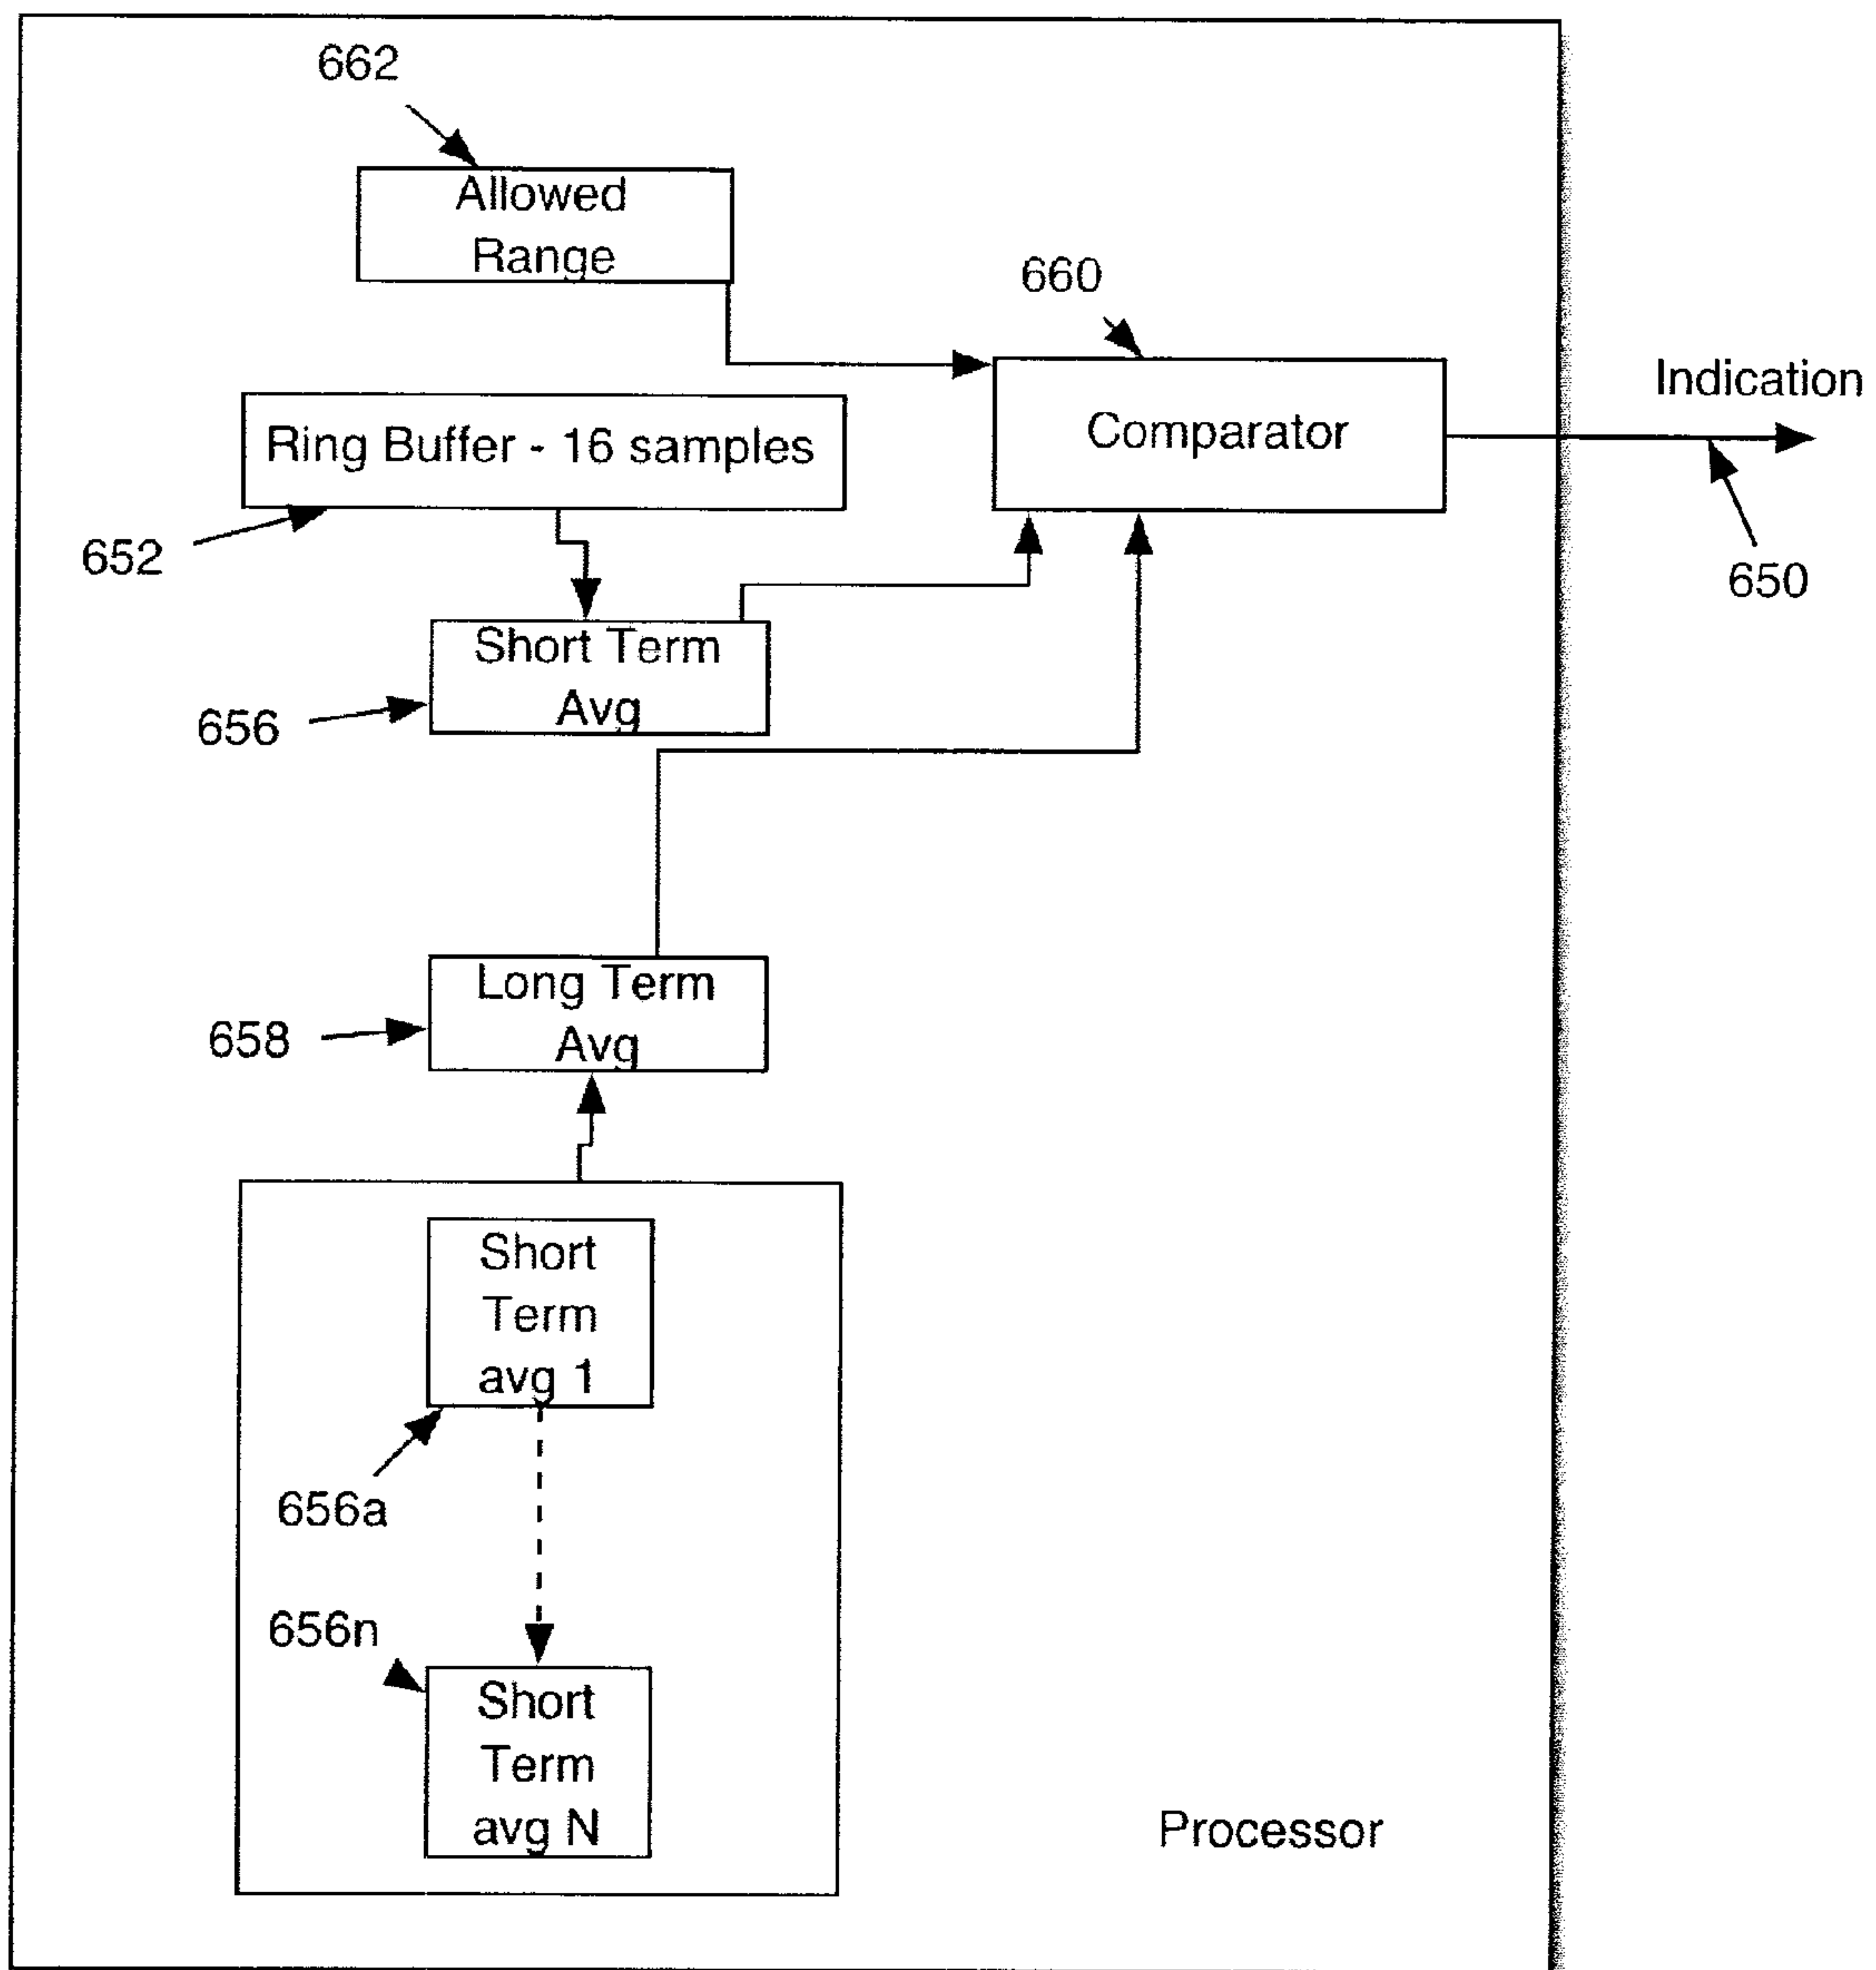 662
Allowed
Range
660
Indication
Comparator
Ring Buffer - 16 samples
652
650
Short Term
Avg
656
Long Term
Avg
658
Short
Term
avg 1
656a
656n
Short
Term
avg N
Processor